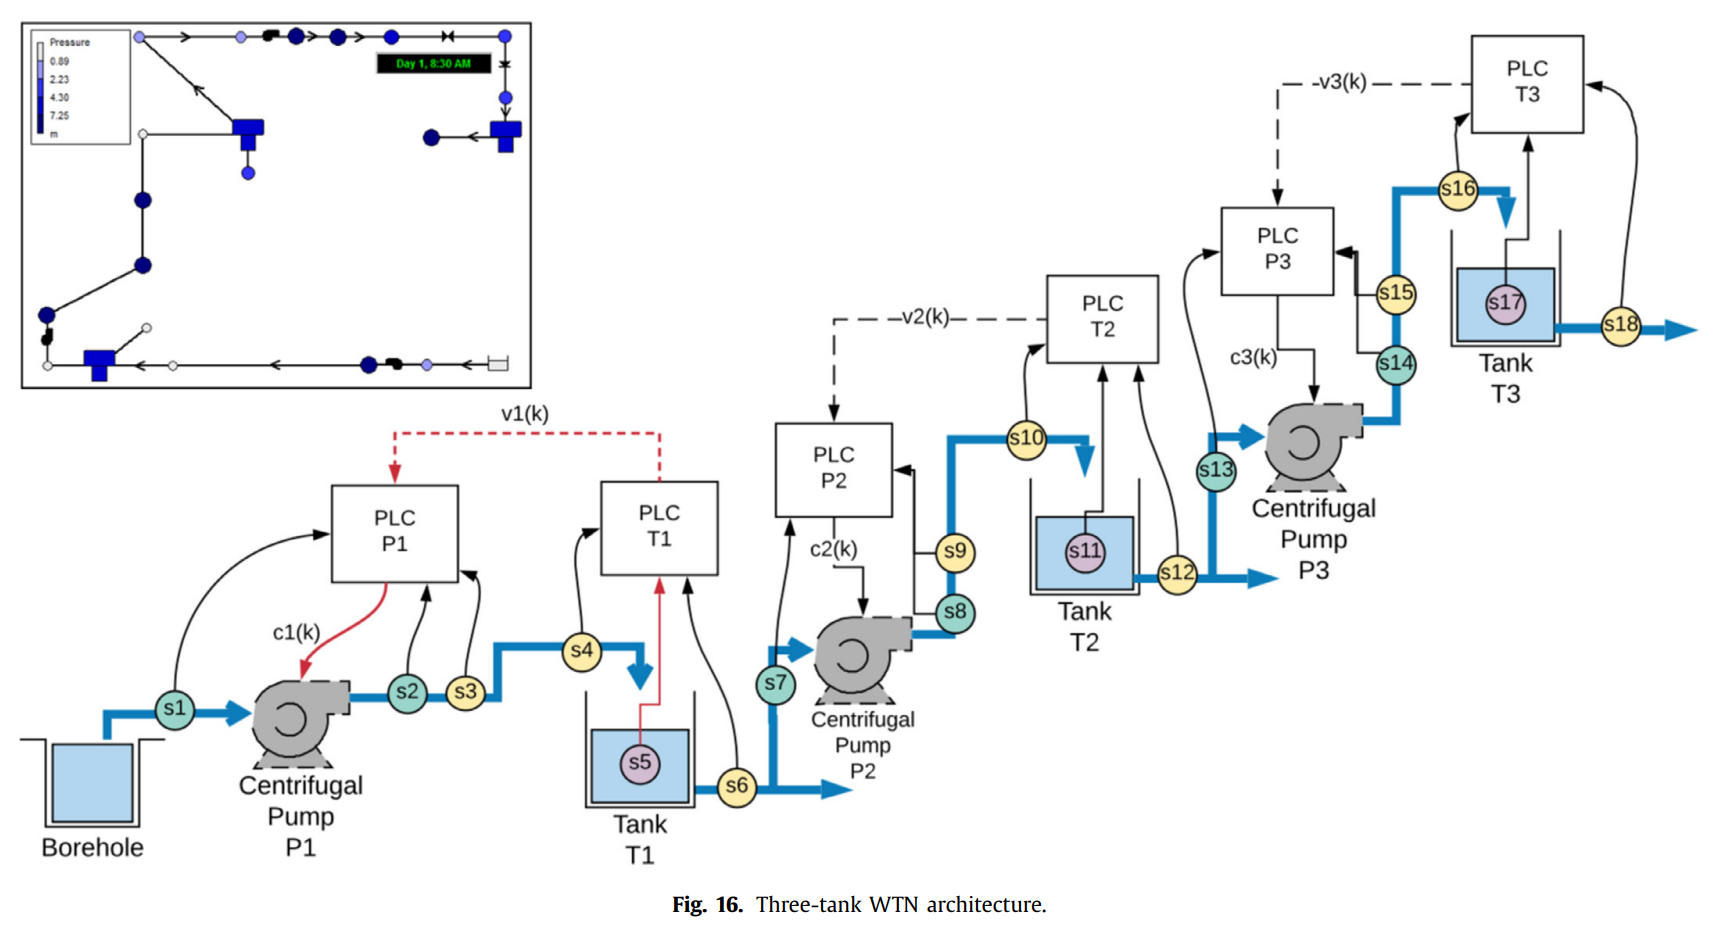 Pressure
0.89
2.23
4.30
7.25
m
Day 1, 8:30 AM
PLC
T3
v3(k)
s16
PLC
P3
s15
s17
s18
Tank
T3
s14
c3(k)
PLC
T2
v2(k)
s10
s13
Centrifugal
Pump
P3
v1(k)
PLC
P2
c2(k)
s9
s11
s12
s8
Tank
T2
PLC
P1
PLC
T1
c1(k)
s4
s7
s1
s2
s3
Centrifugal
Pump
P2
s5
s6
Centrifugal
Pump
P1
Tank
T1
Borehole
Fig. 16. Three-tank WTN architecture.